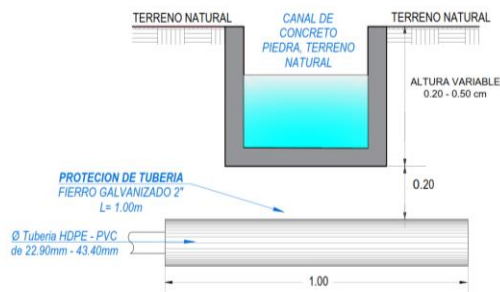 TERRENO NATURAL
CANAL DE
CONCRETO
PIEDRA, TERRENO
NATURAL
TERRENO NATURAL
ALTURA VARIABLE
0.20 - 0.50 cm
PROTECION DE TUBERIA
FIERRO GALVANIZADO 2"
L= 1.00m
0.20
Ø Tuberia HDPE - PVC
de 22.90mm - 43.40mm
1.00